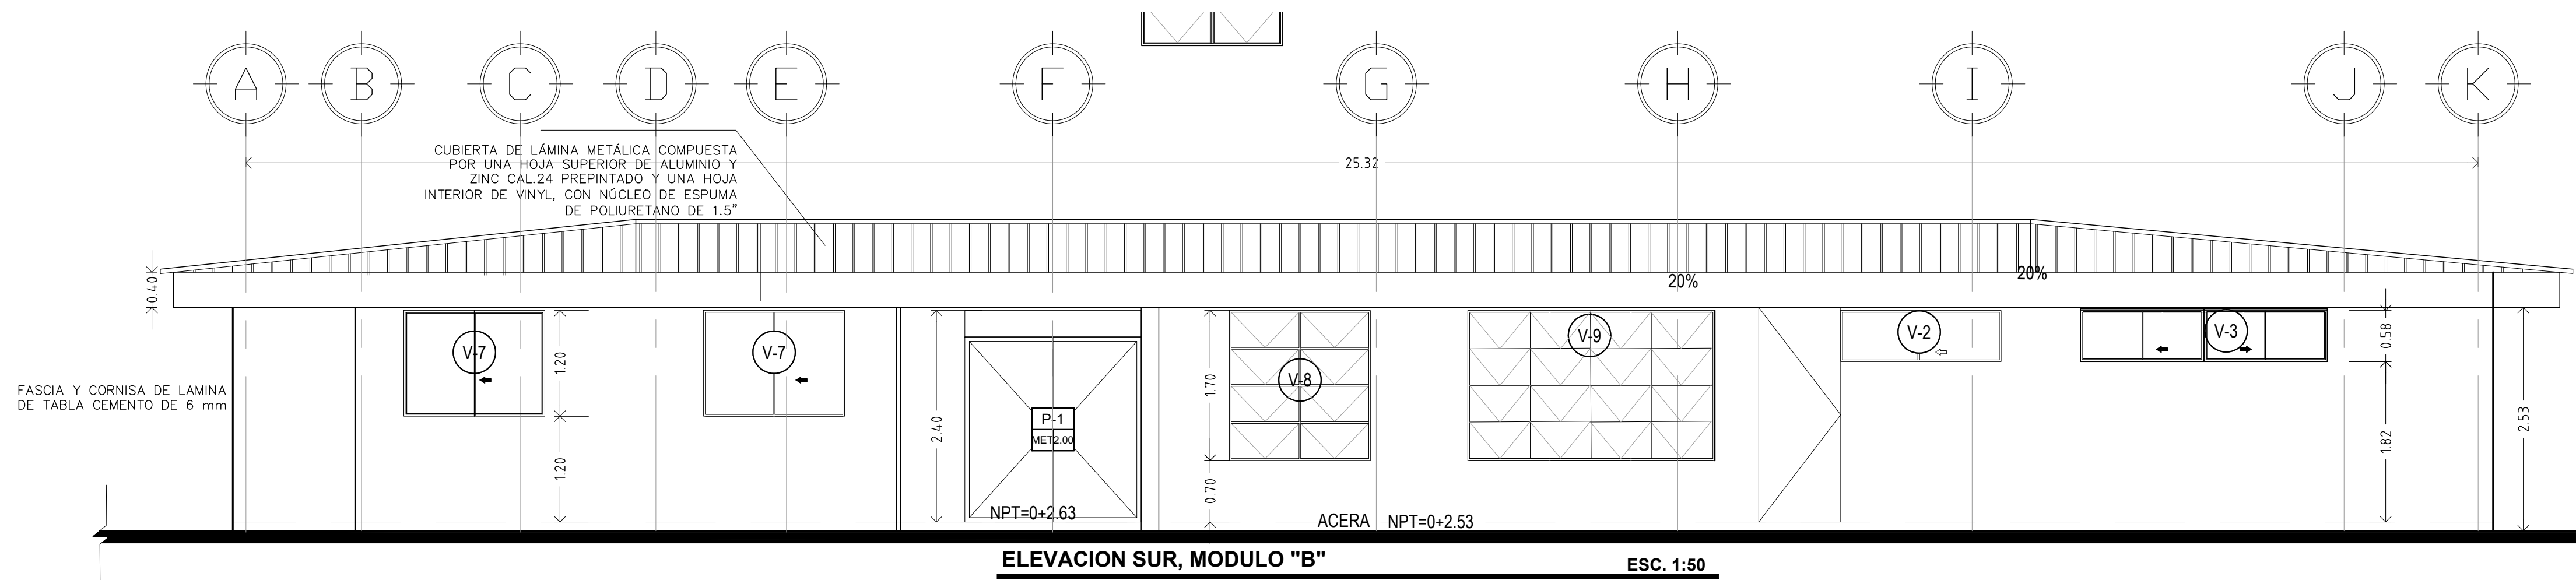 A B C D E F G H I J K
CUBIERTA DE LÁMINA METÁLICA COMPUESTA
POR UNA HOJA SUPERIOR DE ALUMINIO Y
ZINC CAL.24 PREPINTADO Y UNA HOJA
INTERIOR DE VINYL, CON NÚCLEO DE ESPUMA
DE POLIURETANO DE 1.5”
25.32
0.40
20%
20%
V-7
1.20
V-7
2.40
1.70
V-8
V-9
V-2
V-3
0.58
FASCIA Y CORNISA DE LAMINA
DE TABLA CEMENTO DE 6 mm
P-1
MET2.00
2.53
1.20
0.70
1.82
NPT=0+2.63
ACERA NPT=0+2.53
ELEVACION SUR, MODULO "B"
ESC. 1:50